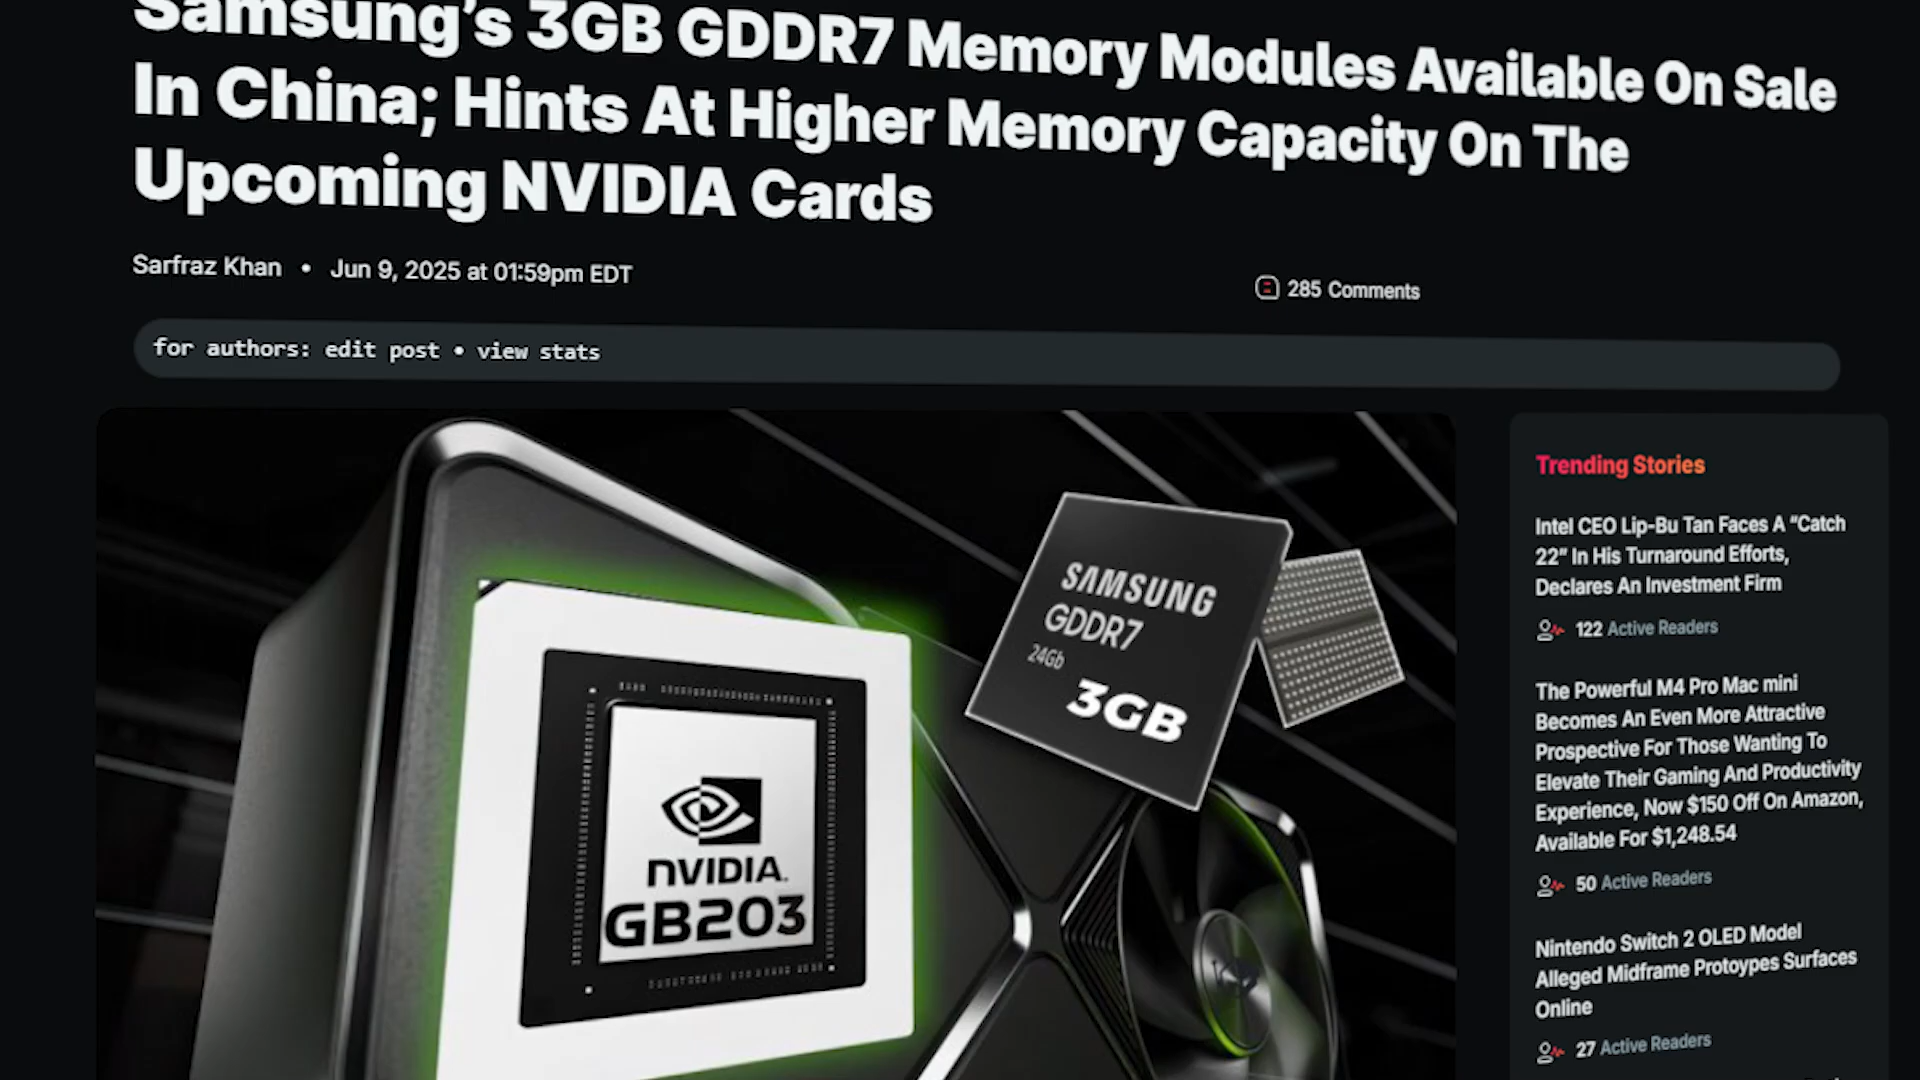 Samsung's 3GB GDDR7 Memory Modules Available On Sale
In China; Hints At Higher Memory Capacity On The
Upcoming NVIDIA Cards
Sarfraz Khan • Jun 9, 2025 at 01:59pm EDT
285 Comments
for authors: edit post • view stats
SAMSUNG
GDDR7
24Gb
3GB
NVIDIA.
GB203
Trending Stories
Intel CEO Lip-Bu Tan Faces A “Catch
22” In His Turnaround Efforts,
Declares An Investment Firm
122 Active Readers
The Powerful M4 Pro Mac mini
Becomes An Even More Attractive
Prospective For Those Wanting To
Elevate Their Gaming And Productivity
Experience, Now $150 Off On Amazon,
Available For $1,248.54
50 Active Readers
Nintendo Switch 2 OLED Model
Alleged Midframe Protoypes Surfaces
Online
27 Active Readers